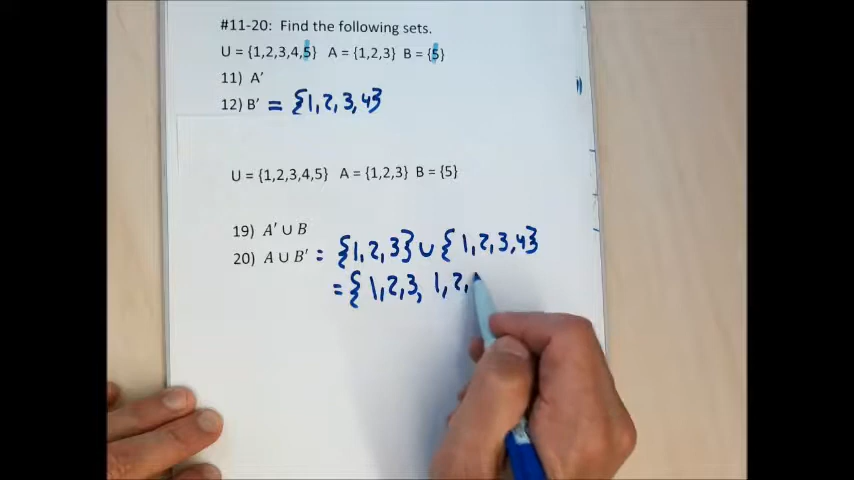 #11-20: Find the following sets.
U = {1,2,3,4,5} A = {1,2,3} B = {5}
11) A'
12) B' = {1,2,3,4}
U = {1,2,3,4,5} A = {1,2,3} B = {5}
19) A' ∪ B
20) A ∪ B' = {1,2,3} ∪ {1,2,3,4}
= {1,2,3, 1,2,